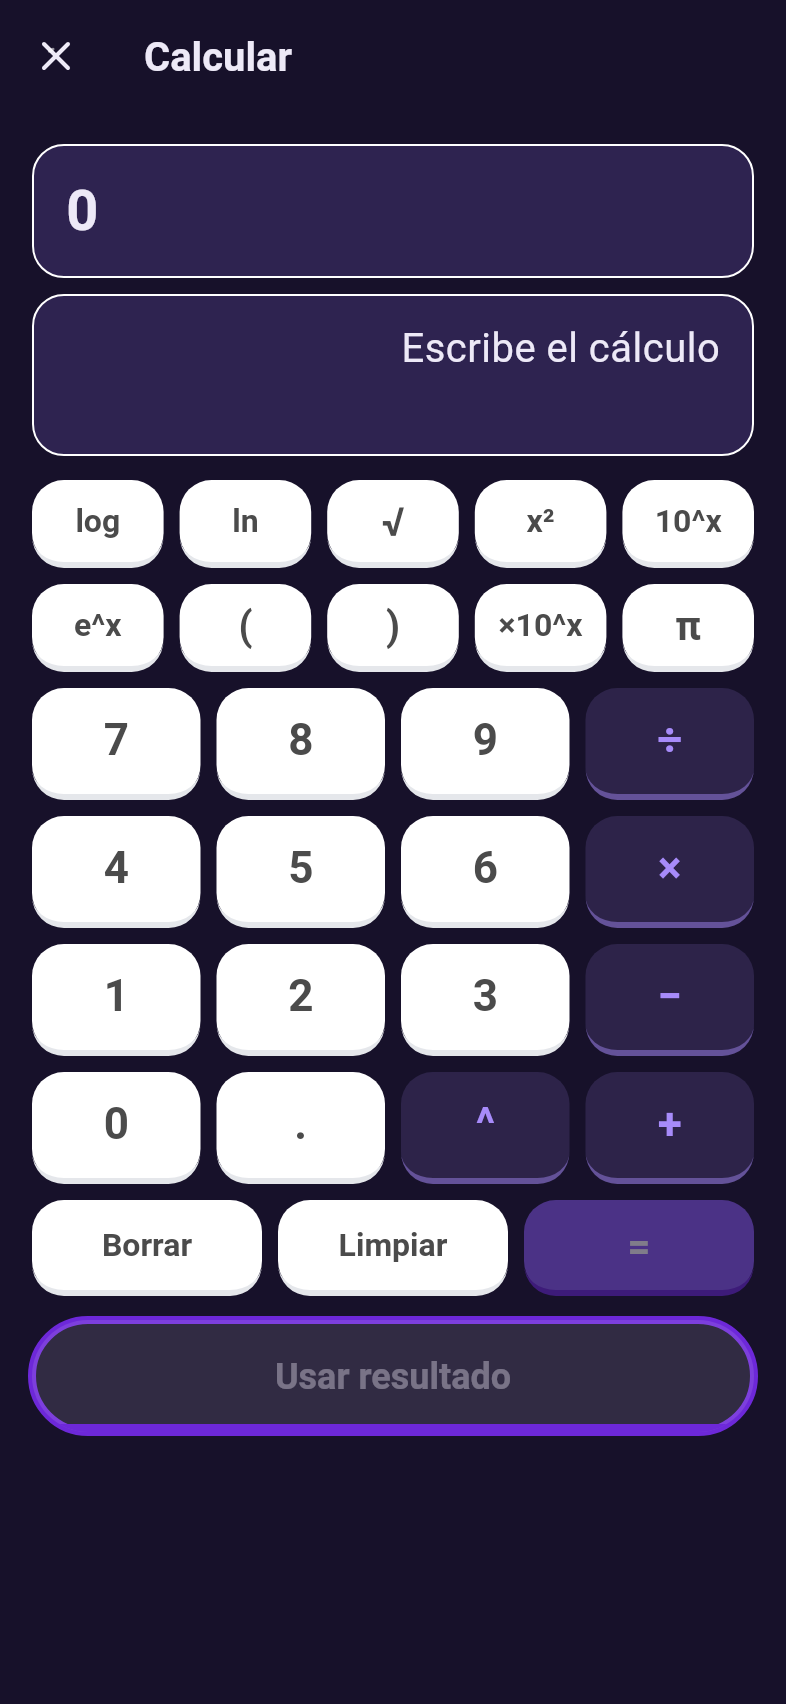 Calcular
0
Escribe el cálculo
log ln √ x² 10^x
e^x ( ) ×10^x π
7 8 9 ÷
4 5 6 ×
1 2 3 −
0 . ^ +
Borrar Limpiar =
Usar resultado